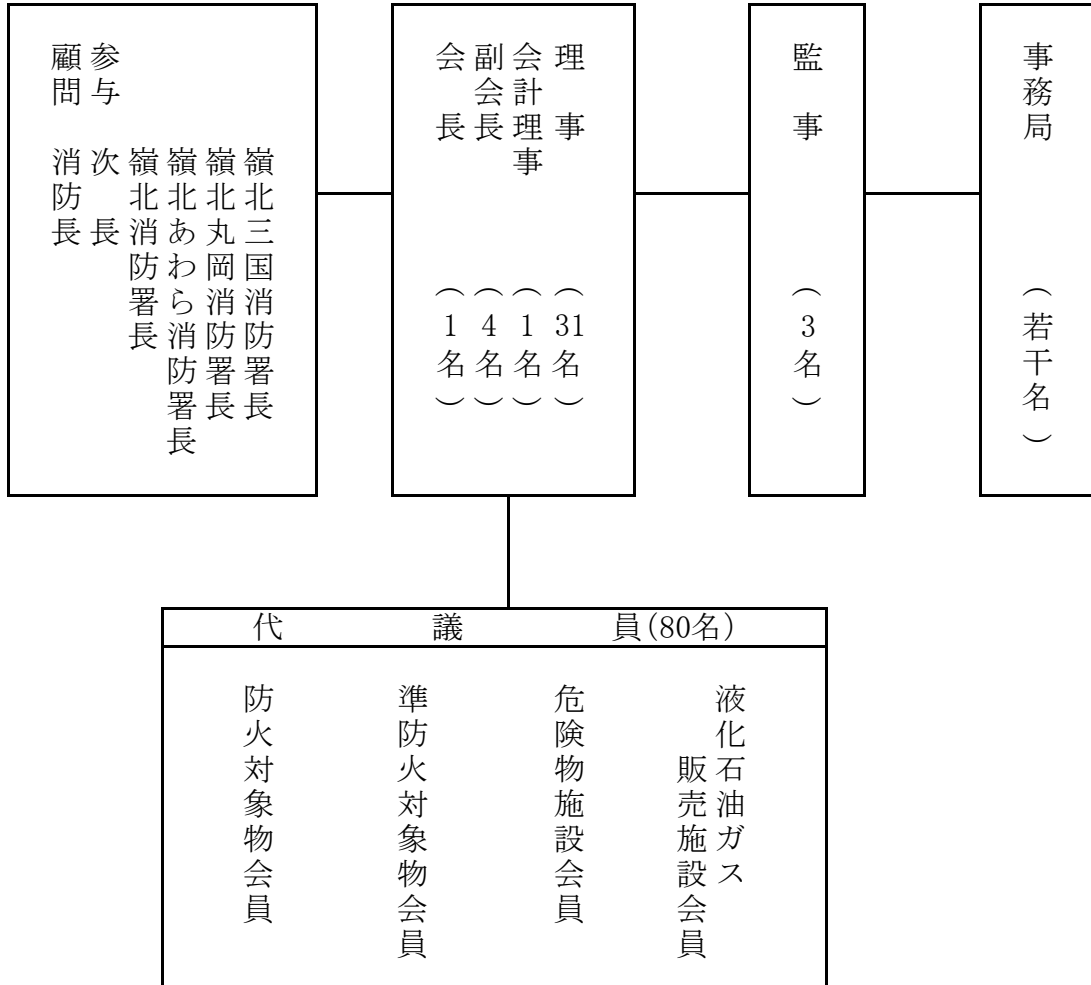 顧問 消防長
参与 次長
嶺北消防署長
嶺北あわら消防署長
嶺北丸岡消防署長
嶺北三国消防署長
会長 (1名)
副会長 (4名)
会計理事 (1名)
理事 (31名)
監事 (3名)
事務局 (若干名)
代議員(80名)
防火対象物会員
準防火対象物会員
危険物施設会員
液化石油ガス
販売施設会員